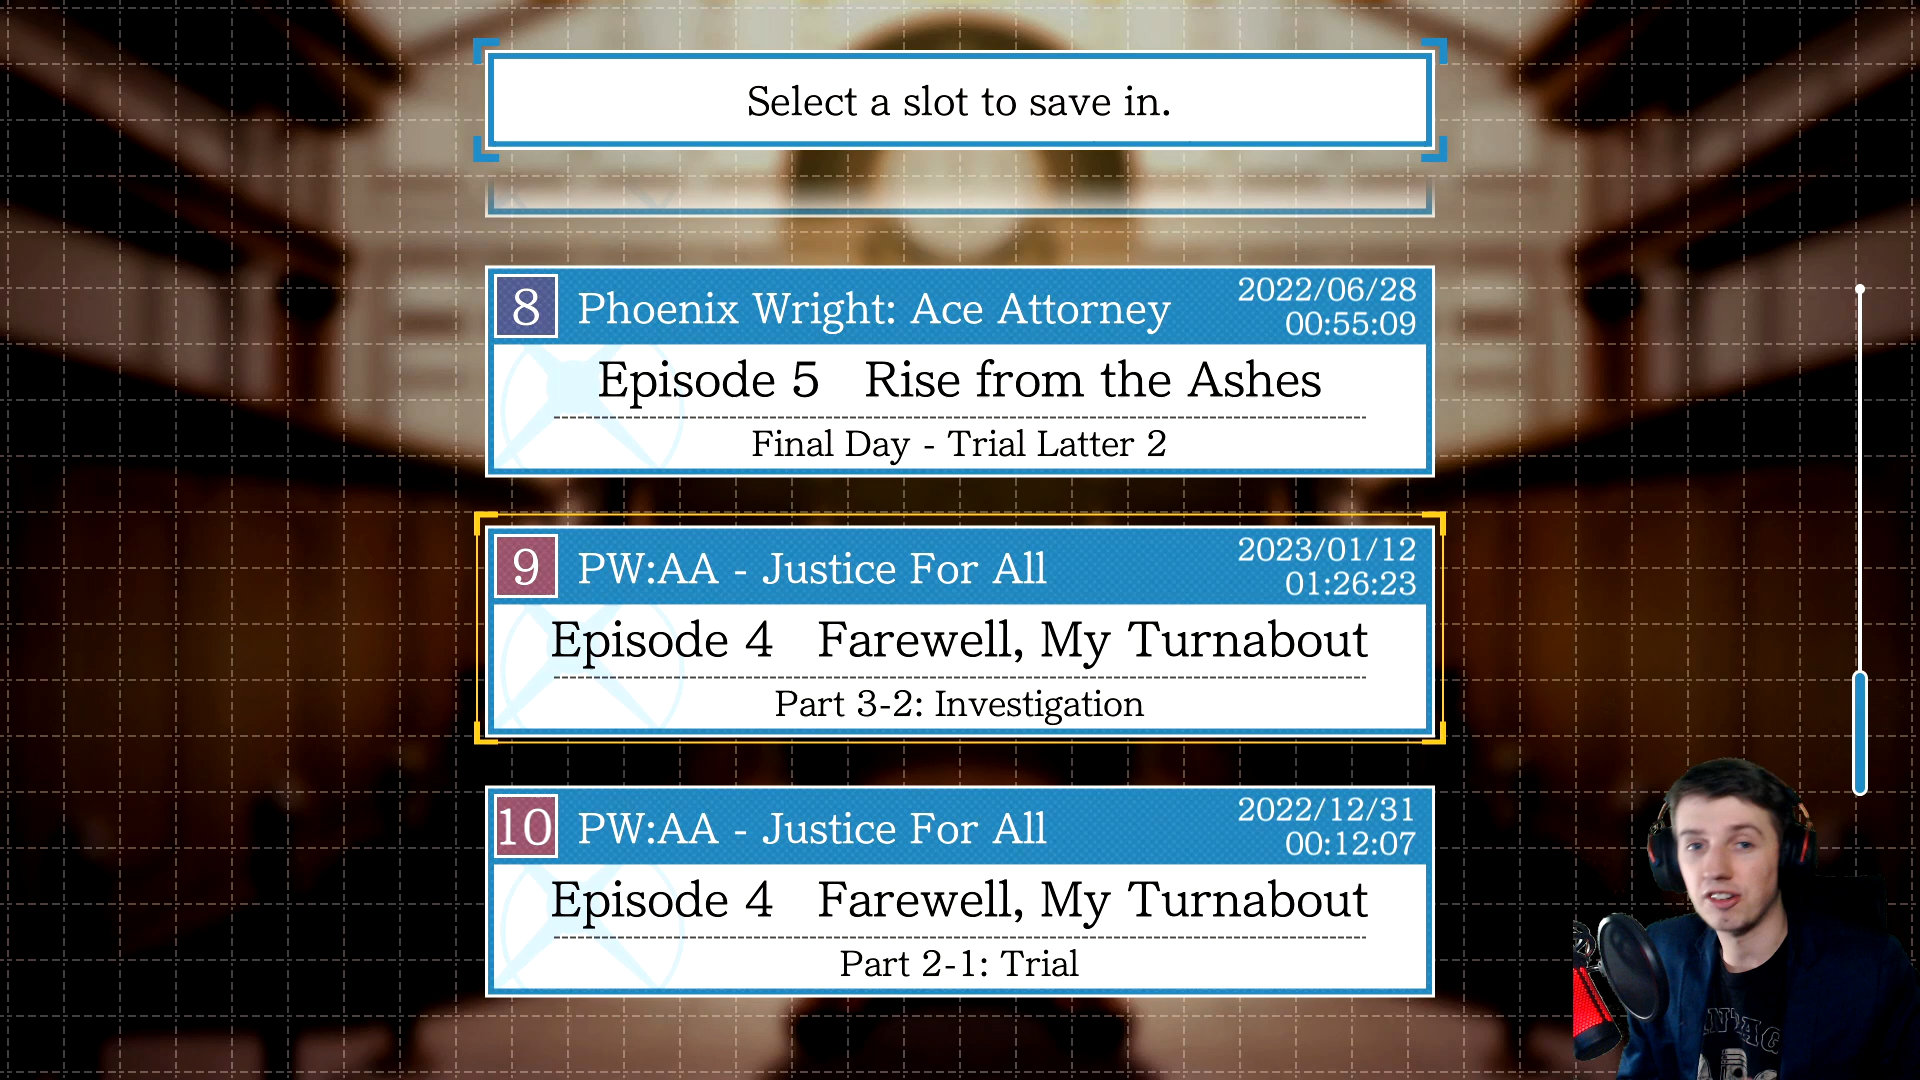 Select a slot to save in.
8 Phoenix Wright: Ace Attorney 2022/06/28
00:55:09
Episode 5 Rise from the Ashes
Final Day - Trial Latter 2
9 PW:AA - Justice For All 2023/01/12
01:26:23
Episode 4 Farewell, My Turnabout
Part 3-2: Investigation
10 PW:AA - Justice For All 2022/12/31
00:12:07
Episode 4 Farewell, My Turnabout
Part 2-1: Trial